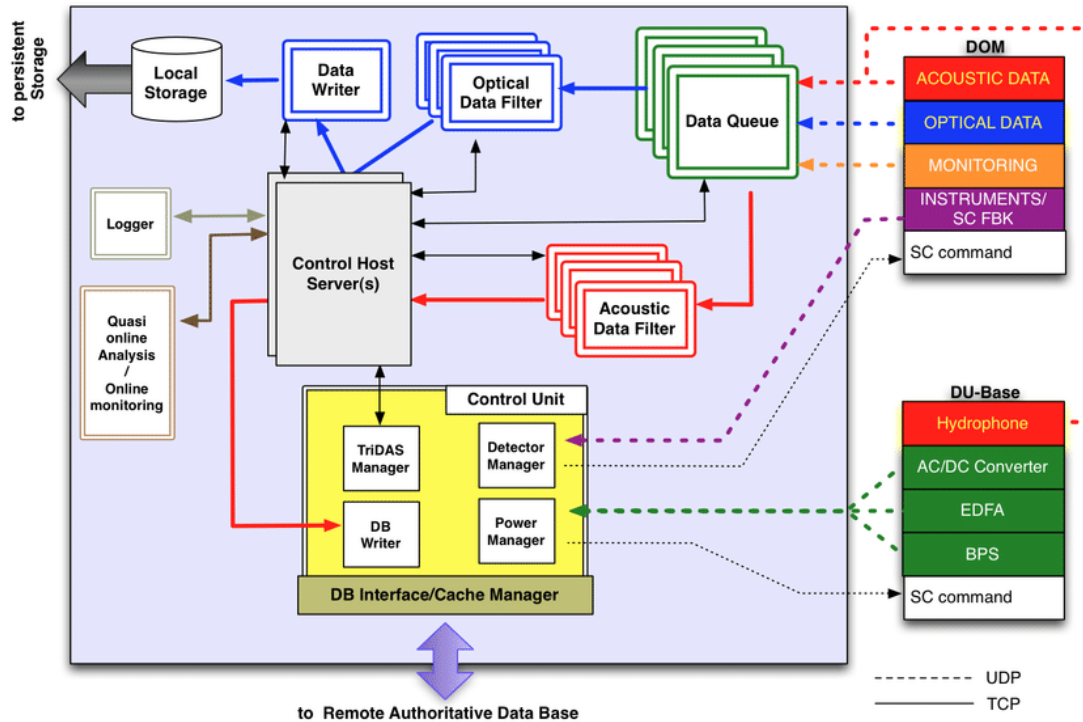 to persistent
Storage
Local
Storage
Data
Writer
Optical
Data Filter
Data Queue
DOM
ACOUSTIC DATA
OPTICAL DATA
MONITORING
INSTRUMENTS/
SC FBK
SC command
Logger
Control Host
Server(s)
Quasi
online
Analysis
/
Online
monitoring
Acoustic
Data Filter
Control Unit
TriDAS
Manager
Detector
Manager
DB
Writer
Power
Manager
DB Interface/Cache Manager
DU-Base
Hydrophone
AC/DC Converter
EDFA
BPS
SC command
UDP
TCP
to Remote Authoritative Data Base